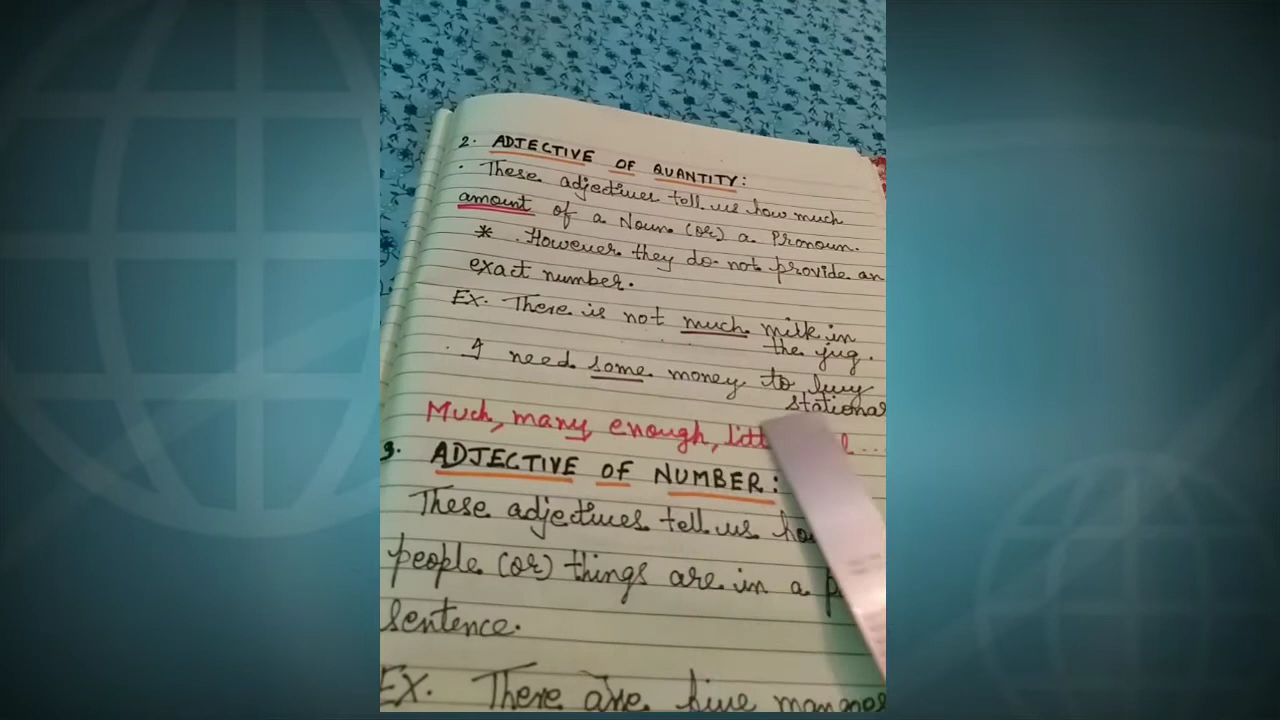 2. ADJECTIVE OF QUANTITY:
. These adjectives tell us how much
amount of a Noun (or) a Pronoun.
* . However they do not provide an
exact number.
Ex. There is not much milk in
the jug.
. I need some money to buy
stationar
Much, many, enough, litt
3. ADJECTIVE OF NUMBER:
These adjectives tell us
people (or) things are in a
sentence.
Ex. There are five mangoes